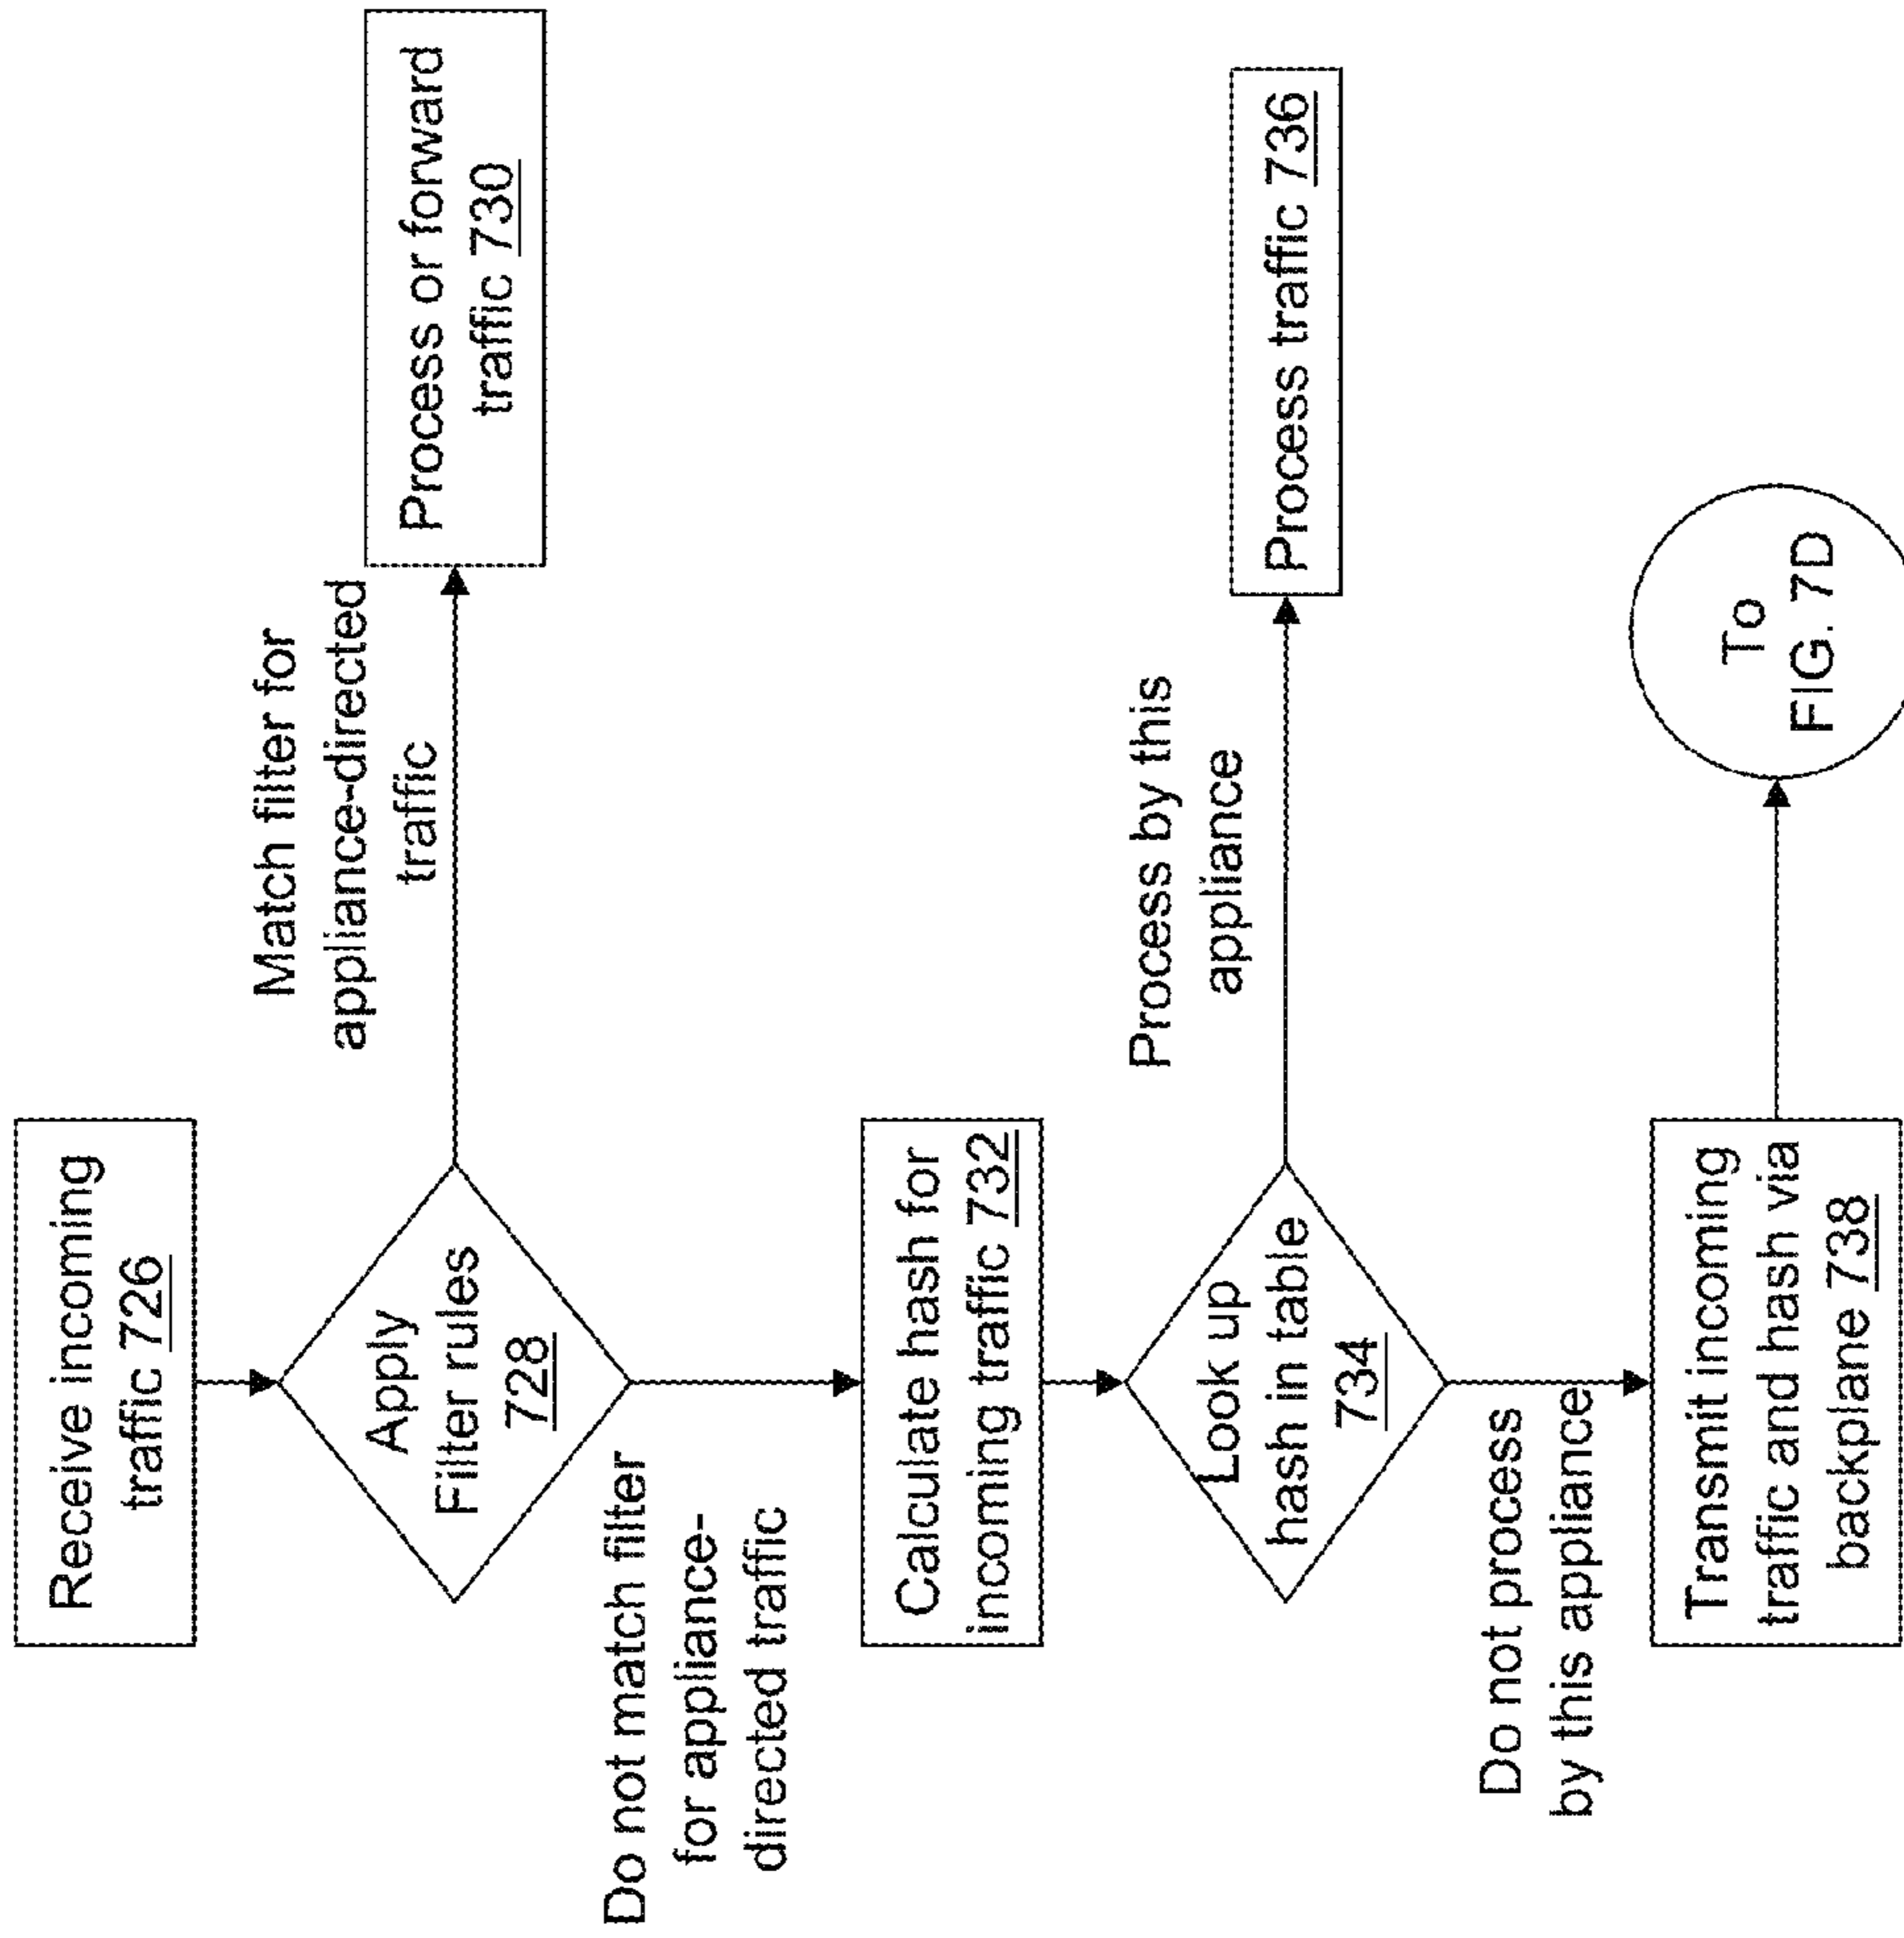 Receive incoming
traffic 726
Apply
Filter rules
728
Match filter for
appliance-directed
traffic
Process or forward
traffic 730
Do not match filter
for appliance-
directed traffic
Calculate hash for
incoming traffic 732
Look up
hash in table
734
Process by this
appliance
Process traffic 736
Do not process
by this appliance
Transmit incoming
traffic and hash via
backplane 738
To
FIG. 7D